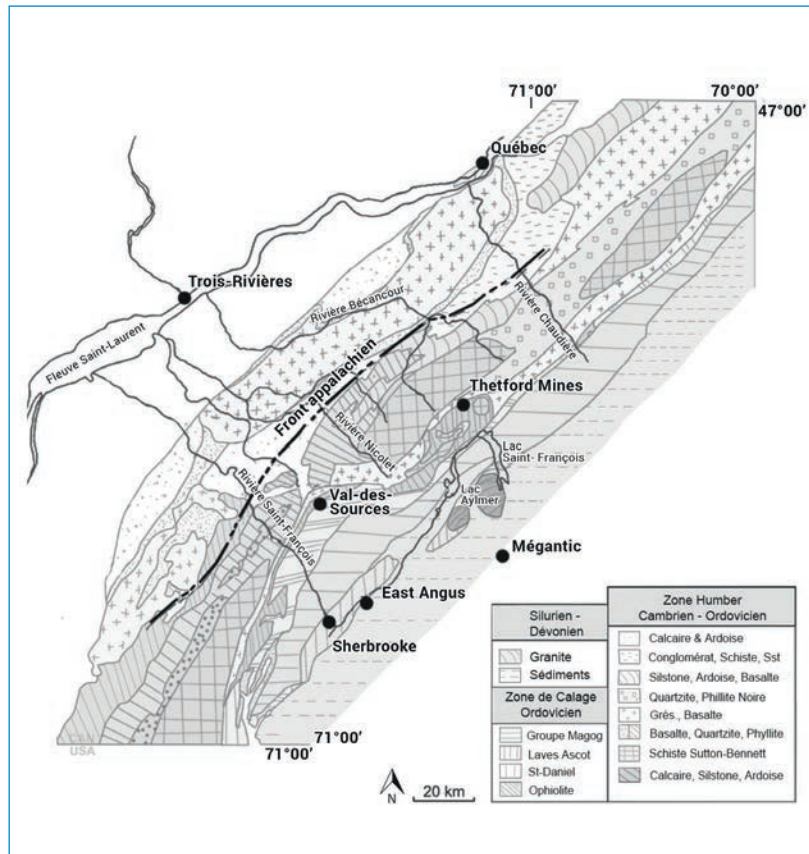 71°00’
70°00’
47°00’
Québec
Trois-Rivières
Rivière Bécancour
Rivière Chaudière
Fleuve Saint-Laurent
Front appalachien
Thetford Mines
Rivière Nicolet
Lac
Saint- François
Lac
Aylmer
Rivière Saint-François
Val-des-
Sources
Mégantic
East Angus
Sherbrooke
USA
71°00’
71°00’
N
20 km
Silurien -
Dévonien
Granite
Sédiments
Zone de Calage
Ordovicien
Groupe Magog
Laves Ascot
St-Daniel
Ophiolite
Zone Humber
Cambrien - Ordovicien
Calcaire & Ardoise
Conglomérat, Schiste, Sst
Silstone, Ardoise, Basalte
Quartzite, Phillite Noire
Grés., Basalte
Basalte, Quartzite, Phyllite
Schiste Sutton-Bennett
Calcaire, Silstone, Ardoise